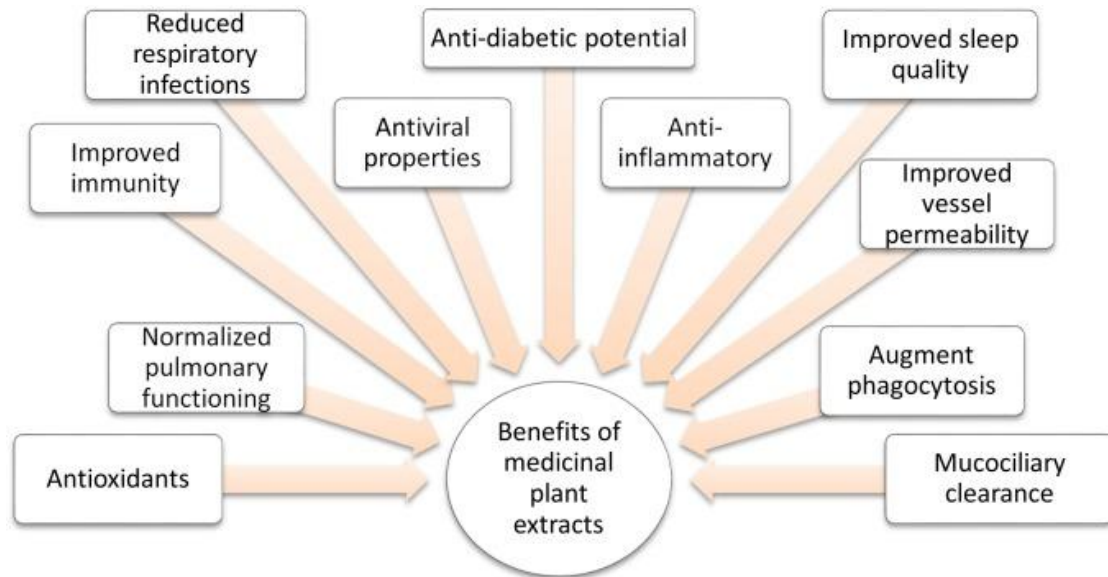 Reduced
respiratory
infections
Anti-diabetic potential
Improved sleep
quality
Improved
immunity
Antiviral
properties
Anti-
inflammatory
Improved
vessel
permeability
Normalized
pulmonary
functioning
Augment
phagocytosis
Antioxidants
Benefits of
medicinal
plant
extracts
Mucociliary
clearance